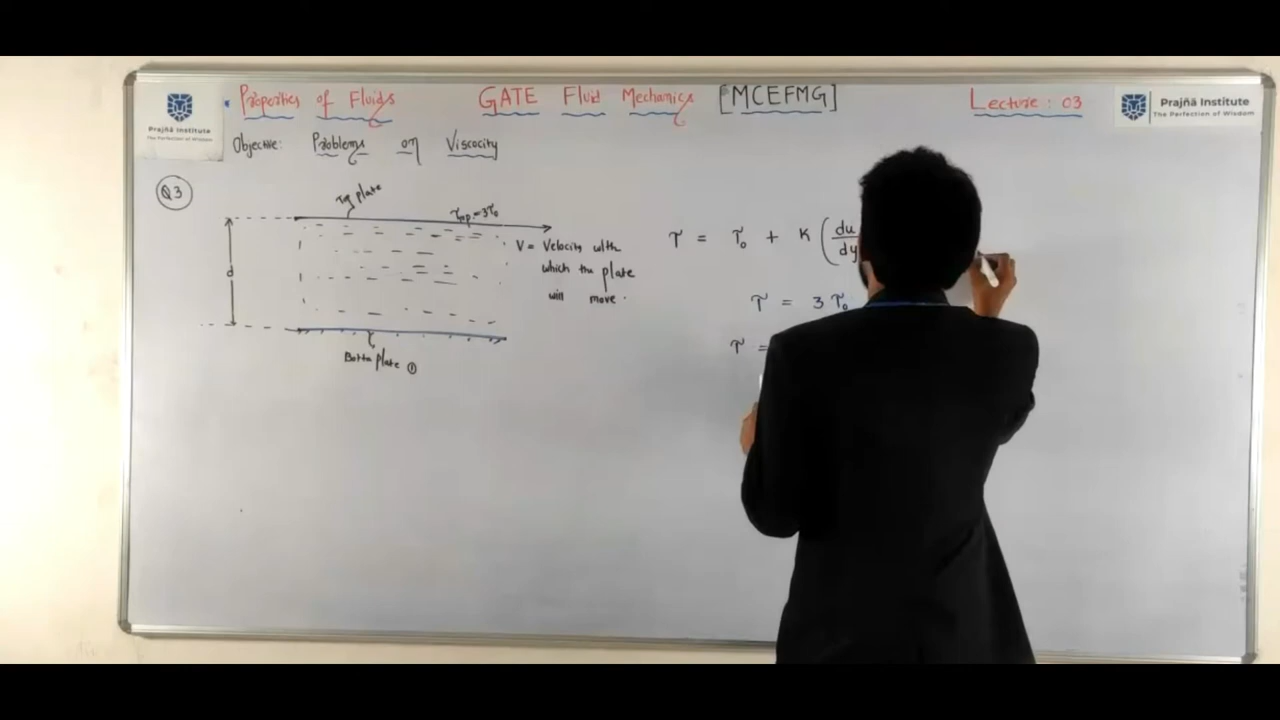 Properties of Fluids GATE Fluid Mechanics [MCEFMG] Lecture : 03
Prajñā Institute
The Perfection of Wisdom
Prajñā Institute
The Perfection of Wisdom
Objective: Problems on Viscocity
Q3
Top plate
τtop = 3τ₀
V = Velocity with
which the plate
will move.
d
Bottom plate ①
τ = τ₀ + K (du/dy
τ = 3 τ₀
τ =